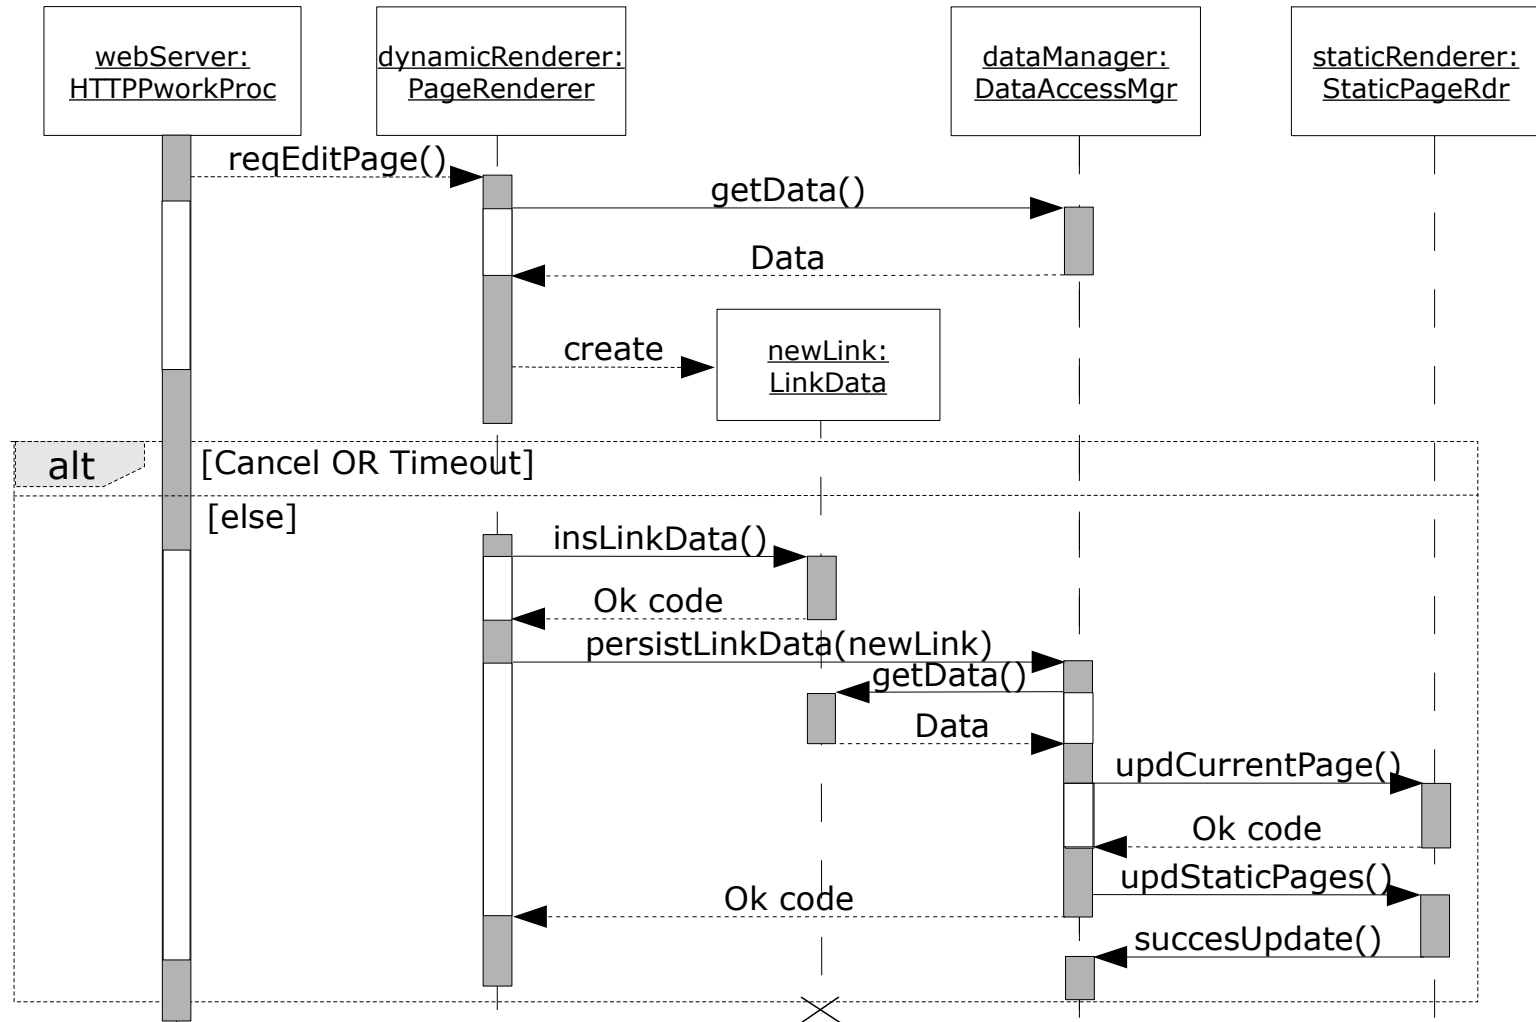 webServer:
HTTPPworkProc
dynamicRenderer:
PageRenderer
dataManager:
DataAccessMgr
staticRenderer:
StaticPageRdr
reqEditPage()
getData()
Data
create
newLink:
LinkData
alt
[Cancel OR Timeout]
[else]
insLinkData()
Ok code
persistLinkData(newLink)
getData()
Data
updCurrentPage()
Ok code
updStaticPages()
Ok code
succesUpdate()